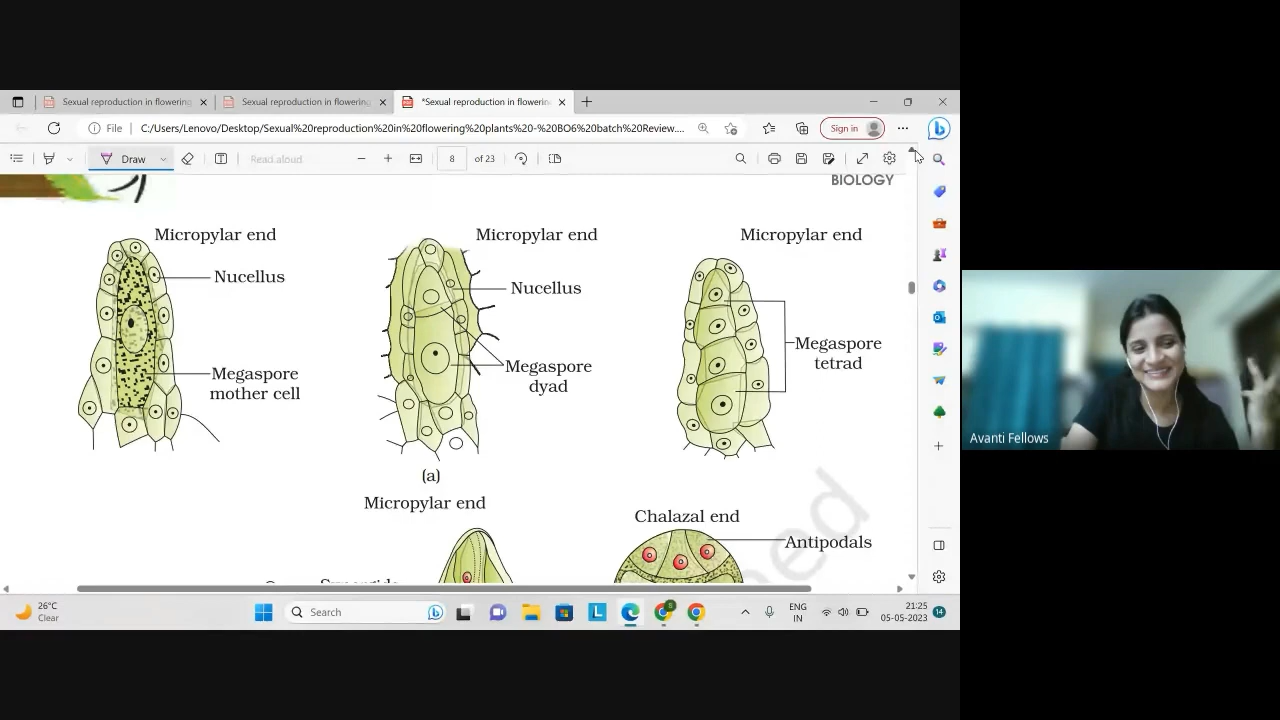 Sexual reproduction in flowering
Sexual reproduction in flowering
*Sexual reproduction in flowerin
File
C:/Users/Lenovo/Desktop/Sexual%20reproduction%20in%20flowering%20plants%20-%20BO6%20batch%20Review....
Sign in
Draw
Read aloud
8
of 23
BIOLOGY
Micropylar end
Micropylar end
Micropylar end
Nucellus
Nucellus
Megaspore
tetrad
Megaspore
dyad
Megaspore
mother cell
(a)
Micropylar end
Chalazal end
Antipodals
Avanti Fellows
26°C
Clear
Search
L
ENG
IN
21:25
05-05-2023
14